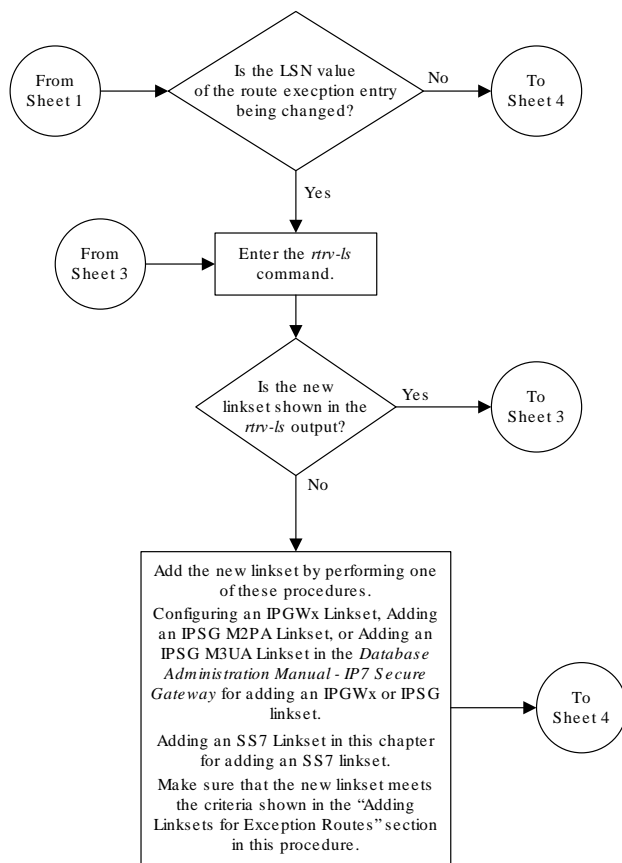 From
Sheet 1
Is the LSN value
of the route execption entry
being changed?
No
To
Sheet 4
Yes
From
Sheet 3
Enter the rtrv-ls
command.
Is the new
linkset shown in the
rtrv-ls output?
Yes
To
Sheet 3
No
Add the new linkset by performing one
of these procedures.
Configuring an IPGWx Linkset, Adding
an IPSG M2PA Linkset, or Adding an
IPSG M3UA Linkset in the Database
Administration Manual - IP7 Secure
Gateway for adding an IPGWx or IPSG
linkset.
Adding an SS7 Linkset in this chapter
for adding an SS7 linkset.
Make sure that the new linkset meets
the criteria shown in the “Adding
Linksets for Exception Routes” section
in this procedure.
To
Sheet 4